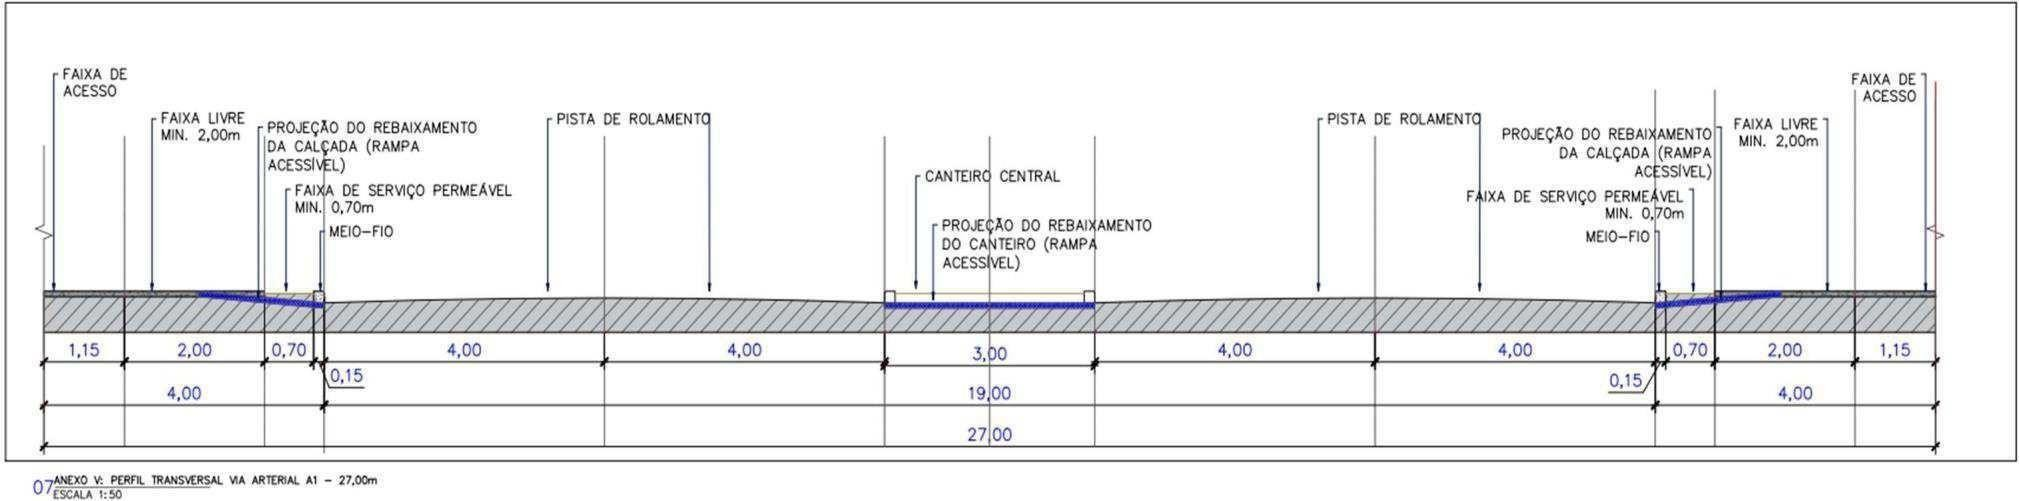 FAIXA DE
ACESSO
FAIXA LIVRE
MIN. 2,00m
PROJEÇÃO DO REBAIXAMENTO
DA CALÇADA (RAMPA
ACESSÍVEL)
FAIXA DE SERVIÇO PERMEÁVEL
MIN. 0,70m
MEIO-FIO
PISTA DE ROLAMENTO
CANTEIRO CENTRAL
PROJEÇÃO DO REBAIXAMENTO
DO CANTEIRO (RAMPA
ACESSÍVEL)
PISTA DE ROLAMENTO
PROJEÇÃO DO REBAIXAMENTO
DA CALÇADA (RAMPA
ACESSÍVEL)
FAIXA DE SERVIÇO PERMEÁVEL
MIN. 0,70m
MEIO-FIO
FAIXA LIVRE
MIN. 2,00m
FAIXA DE
ACESSO
1,15 2,00 0,70 4,00 4,00 3,00 4,00 4,00 0,70 2,00 1,15
0,15 0,15
4,00 19,00 4,00
27,00
07 ANEXO V: PERFIL TRANSVERSAL VIA ARTERIAL A1 - 27,00m
ESCALA 1:50